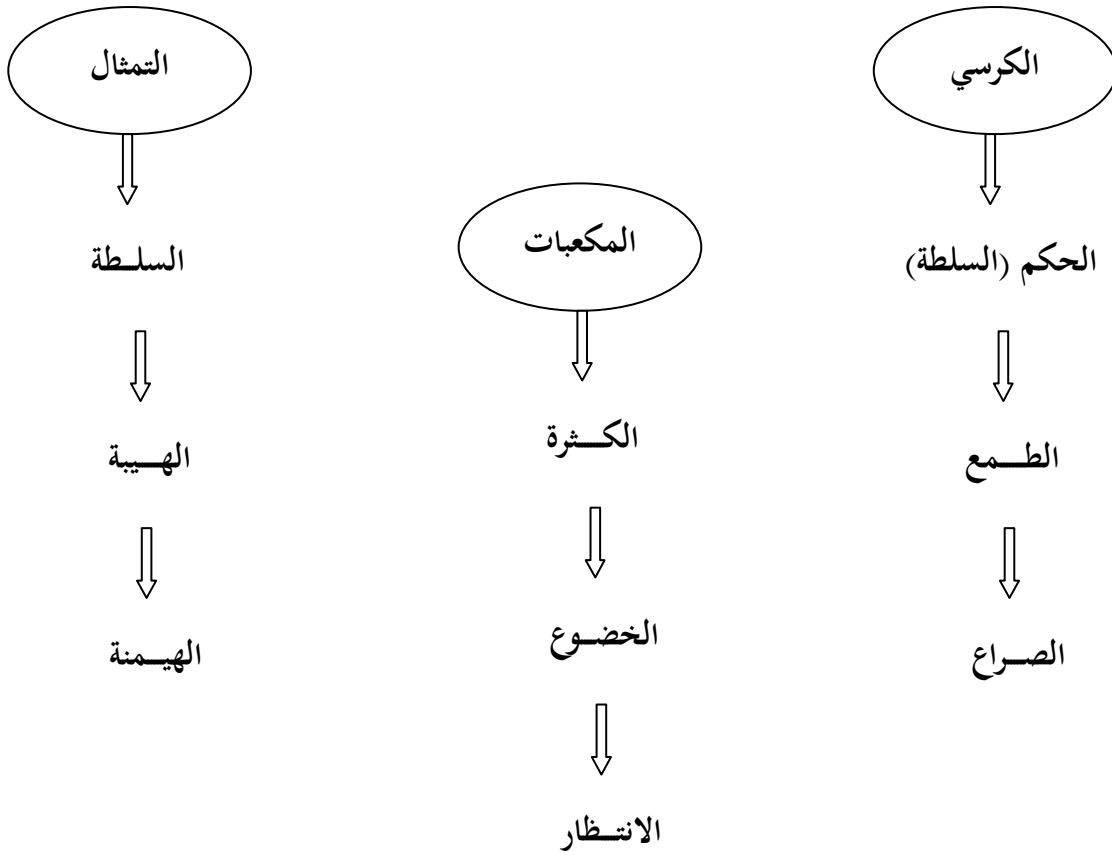 الكرسي
الحكم (السلطة)
الطمع
الصراع
المكعبات
الكثرة
الخضوع
الانتظار
التمثال
السلطة
الهيبة
الهيمنة